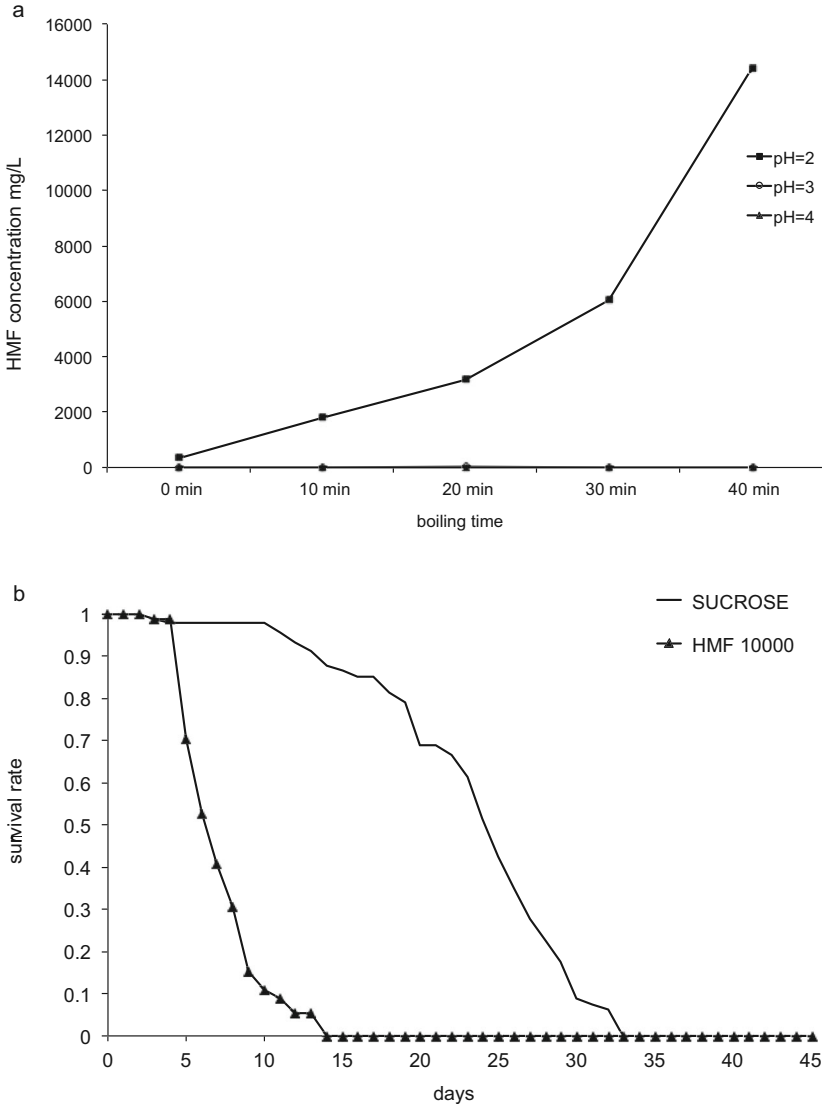 a
16000
14000
12000
10000
8000
6000
4000
2000
0
HMF concentration mg/L
pH=2
pH=3
pH=4
0 min 10 min 20 min 30 min 40 min
boiling time
b
SUCROSE
HMF 10000
1
0.9
0.8
0.7
0.6
0.5
0.4
0.3
0.2
0.1
0
survival rate
0 5 10 15 20 25 30 35 40 45
days